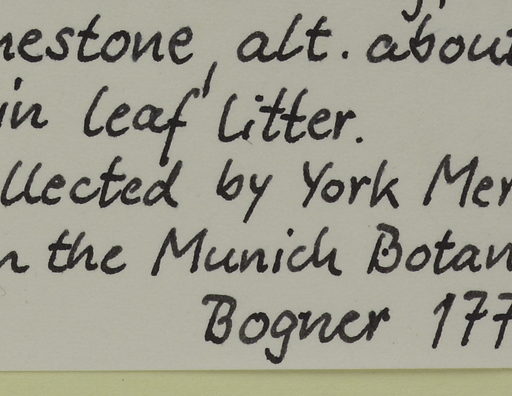 nestone, alt. abou
in leaf litter.
llected by York Mer
n the Munich Botan
Bogner 177